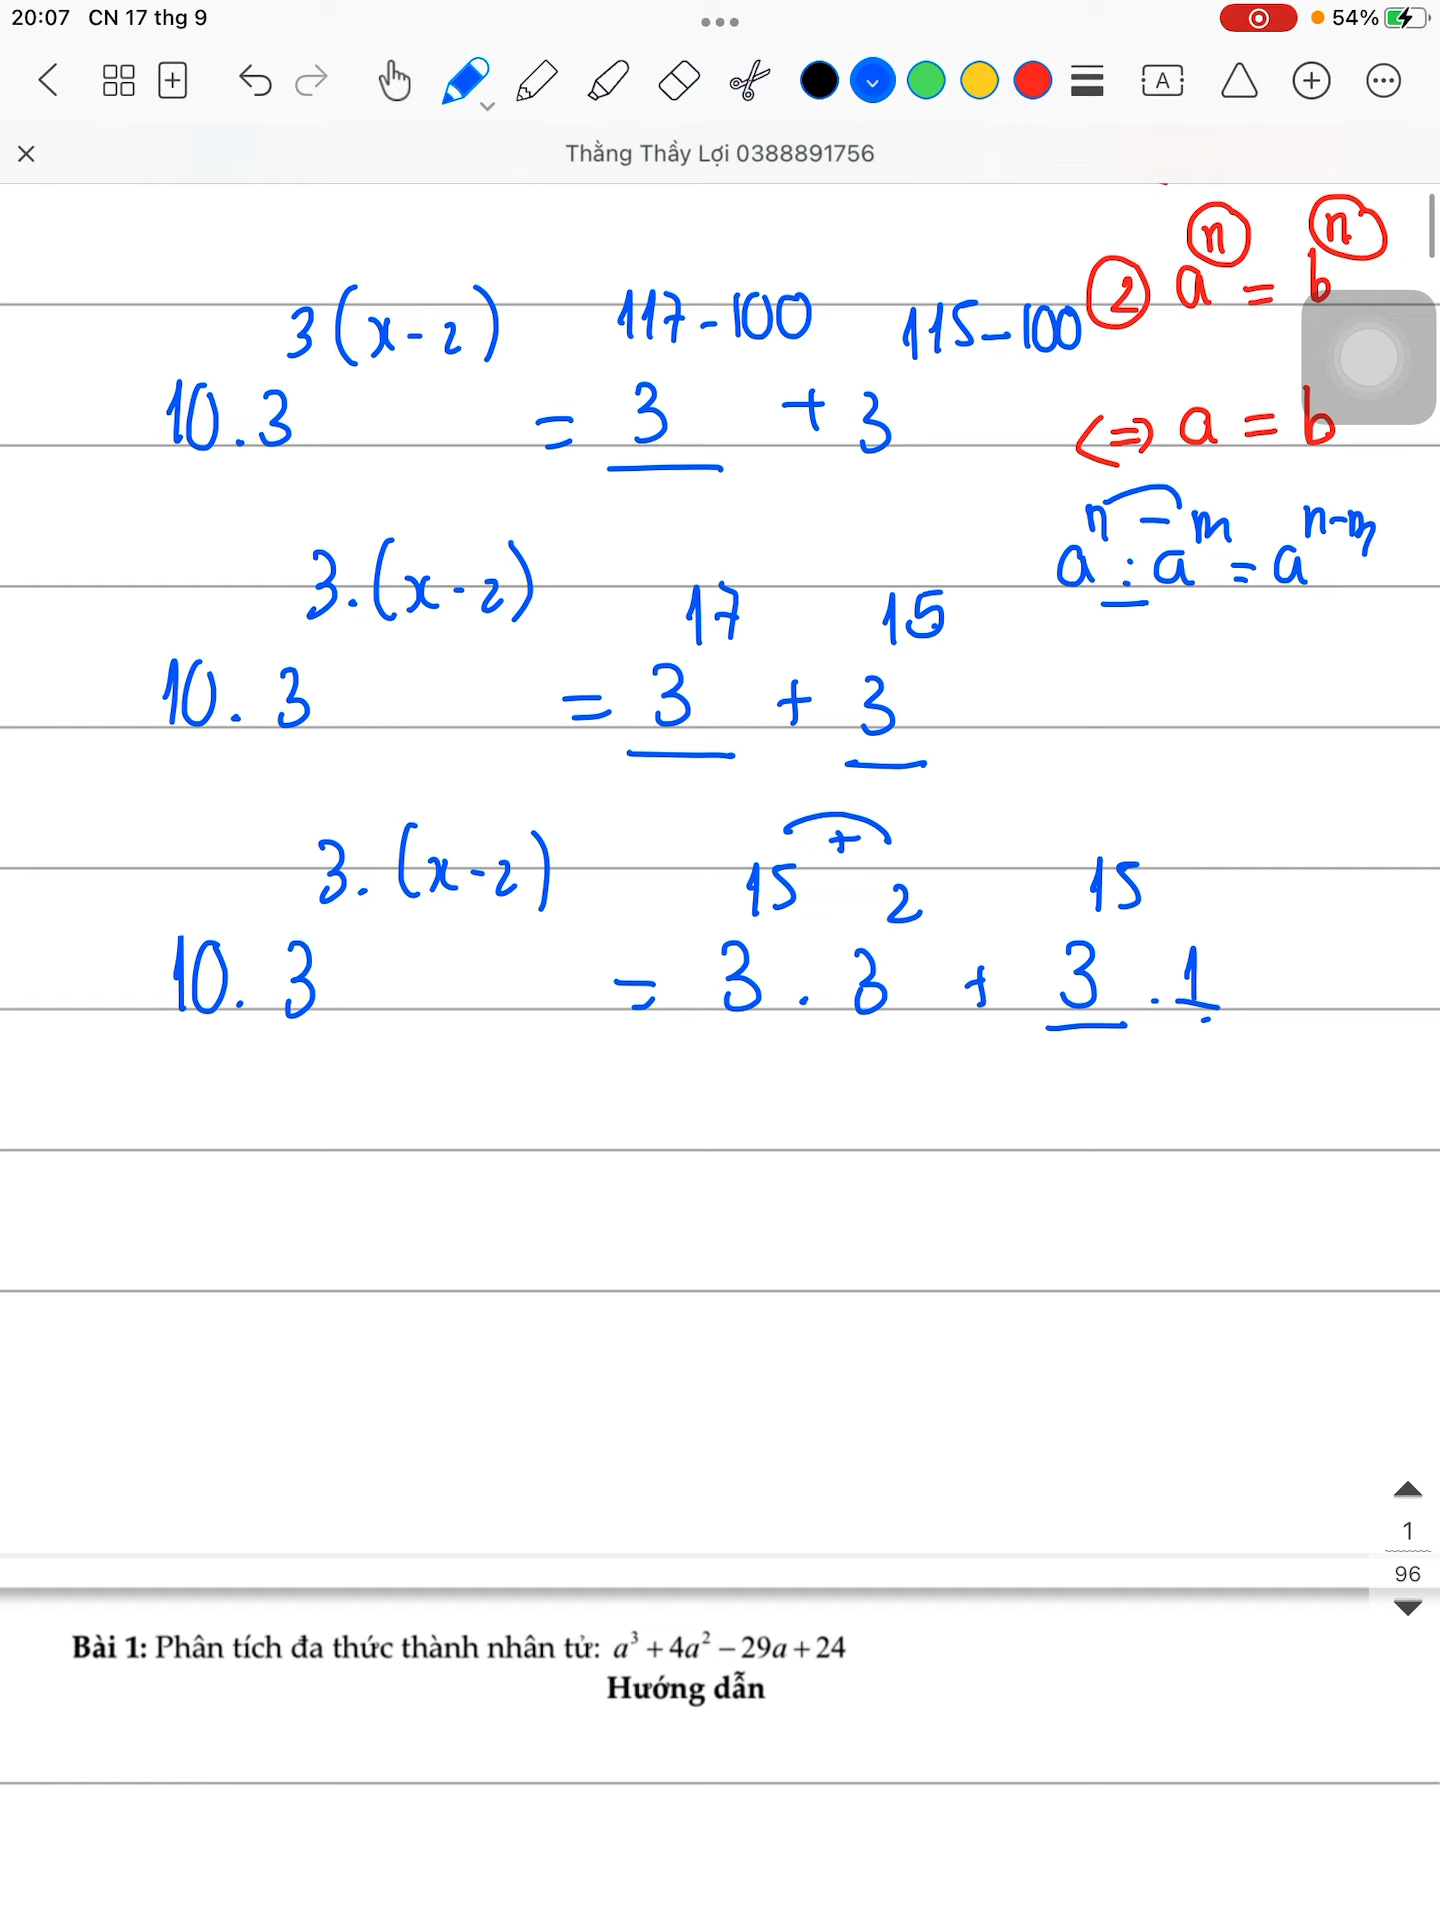 20:07 CN 17 thg 9 54%
A
Thằng Thầy Lợi 0388891756
② aⁿ = bⁿ
10.3^{3(x-2)} = 3^{117-100} + 3^{115-100}
<=> a = b
aⁿ : a^m = a^{n-m}
10.3^{3.(x-2)} = 3^{17} + 3^{15}
10.3^{3.(x-2)} = 3^{15}.3^{2} + 3^{15}.1
1
96
Bài 1: Phân tích đa thức thành nhân tử: a³ + 4a² − 29a + 24
Hướng dẫn